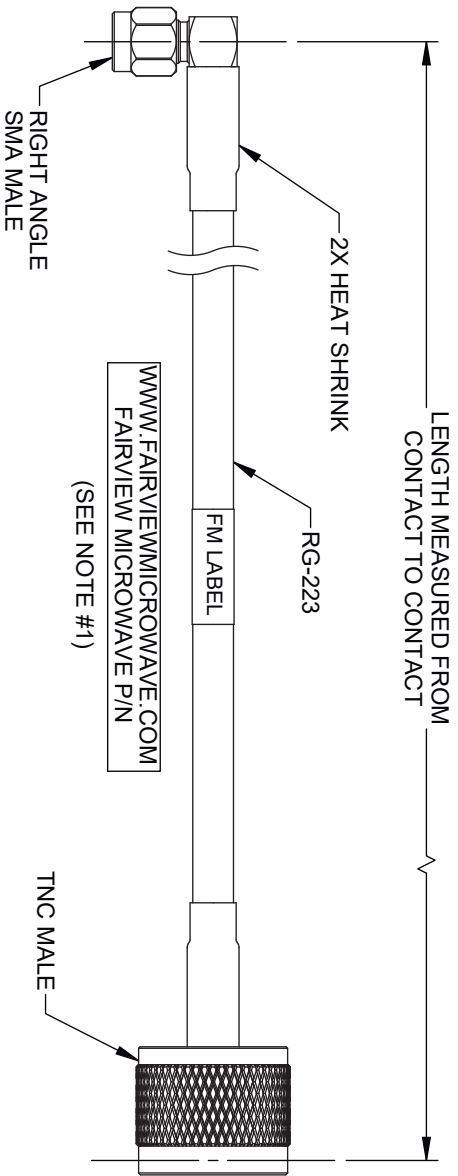 LENGTH MEASURED FROM
CONTACT TO CONTACT
2X HEAT SHRINK
RG-223
FM LABEL
RIGHT ANGLE
SMA MALE
WWW.FAIRVIEWMICROWAVE.COM
FAIRVIEW MICROWAVE P/N
(SEE NOTE #1)
TNC MALE